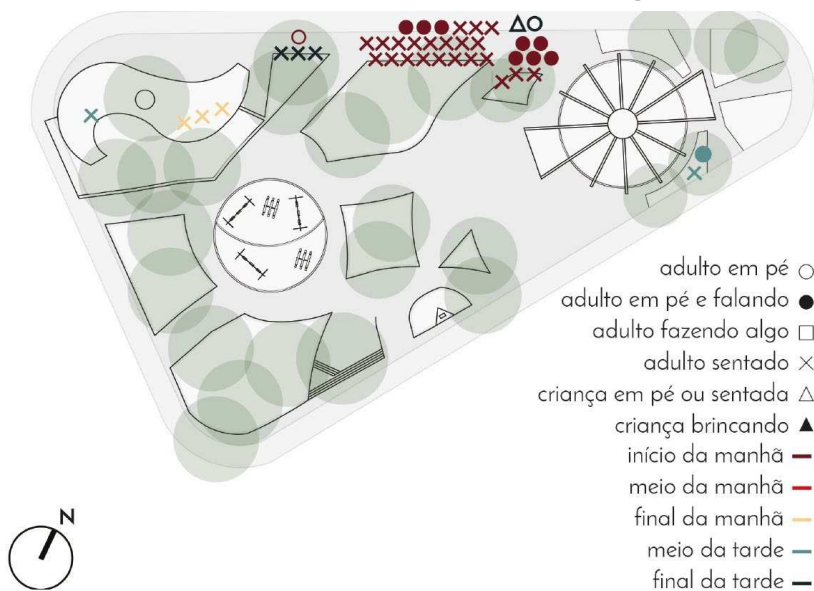 adulto em pé
adulto em pé e falando
adulto fazendo algo
adulto sentado
criança em pé ou sentada
criança brincando
início da manhã
meio da manhã
final da manhã
meio da tarde
final da tarde
N